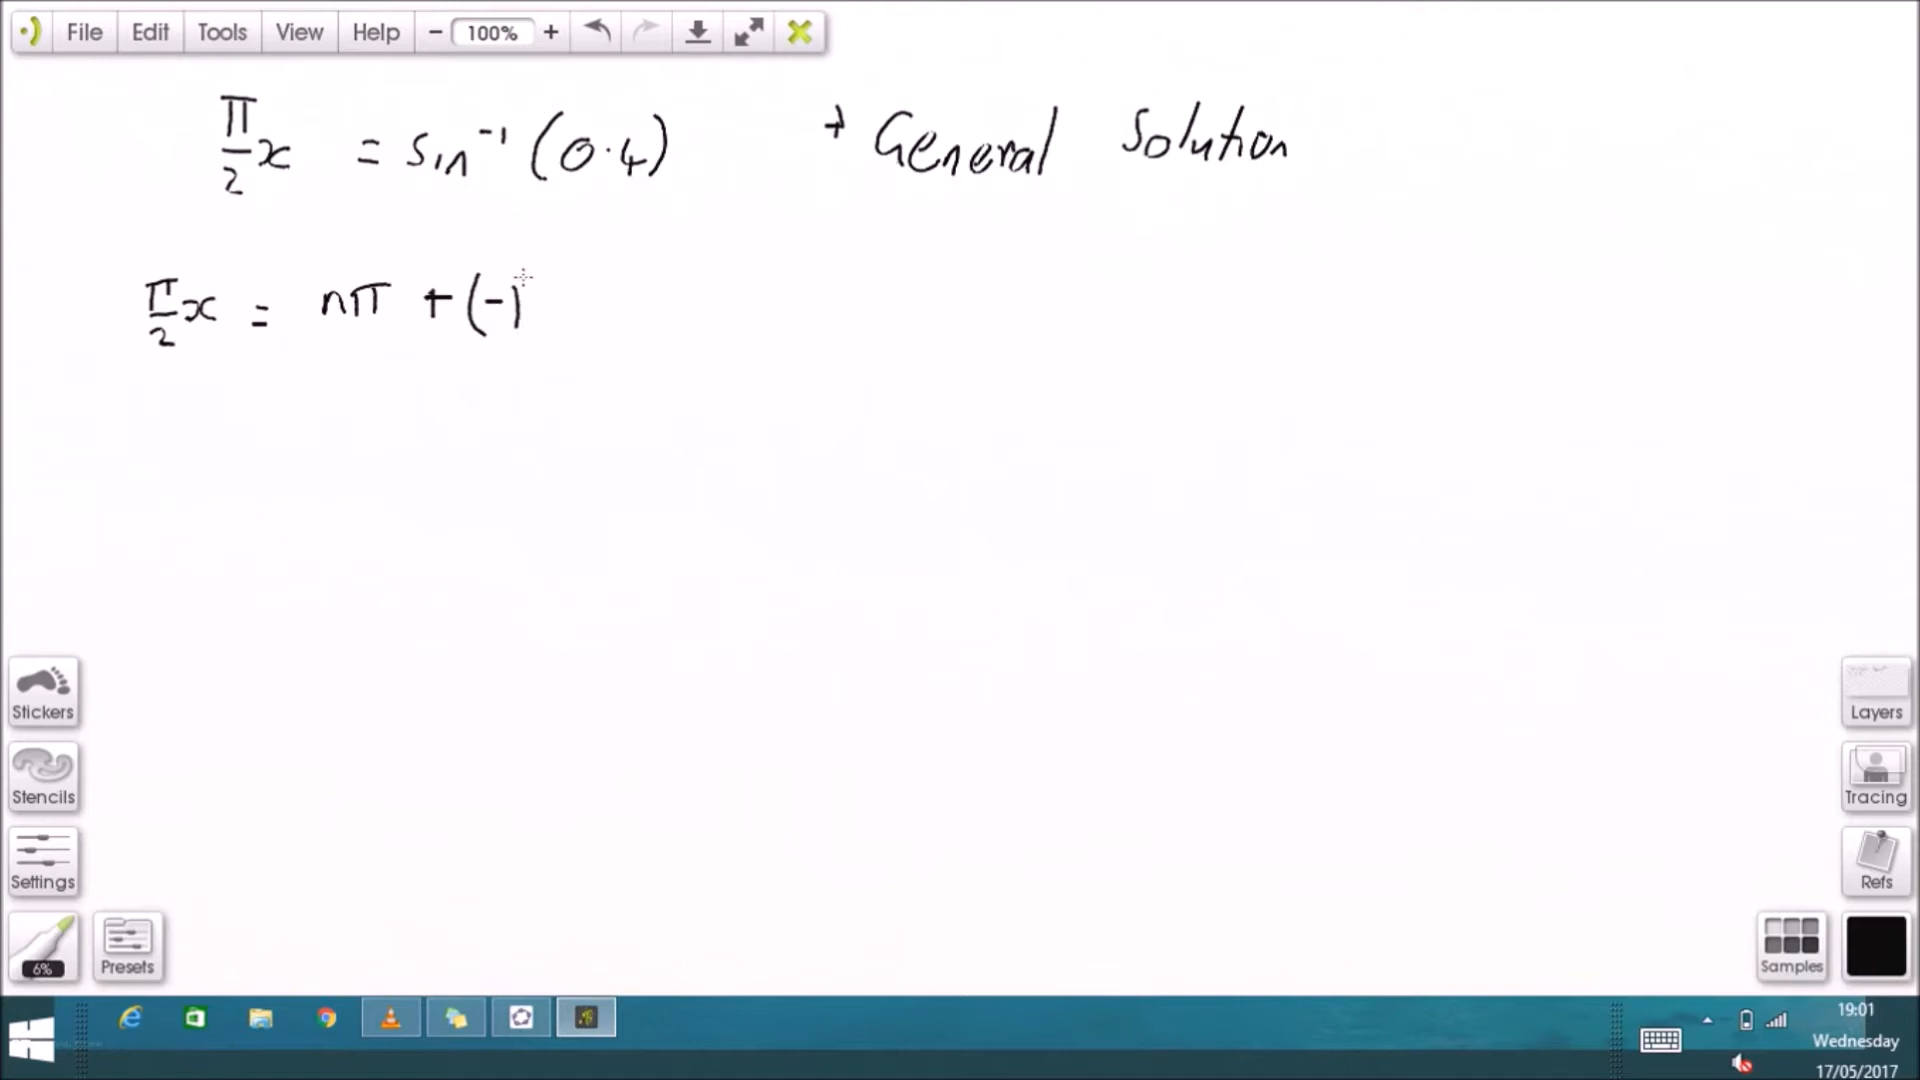 File Edit Tools View Help − 100% +
π/2 x = sin⁻¹ (0.4) + General Solution
π/2 x = nπ + (-1
Stickers
Layers
Stencils
Tracing
Settings
Refs
6%
Presets
Samples
19:01
Wednesday
17/05/2017